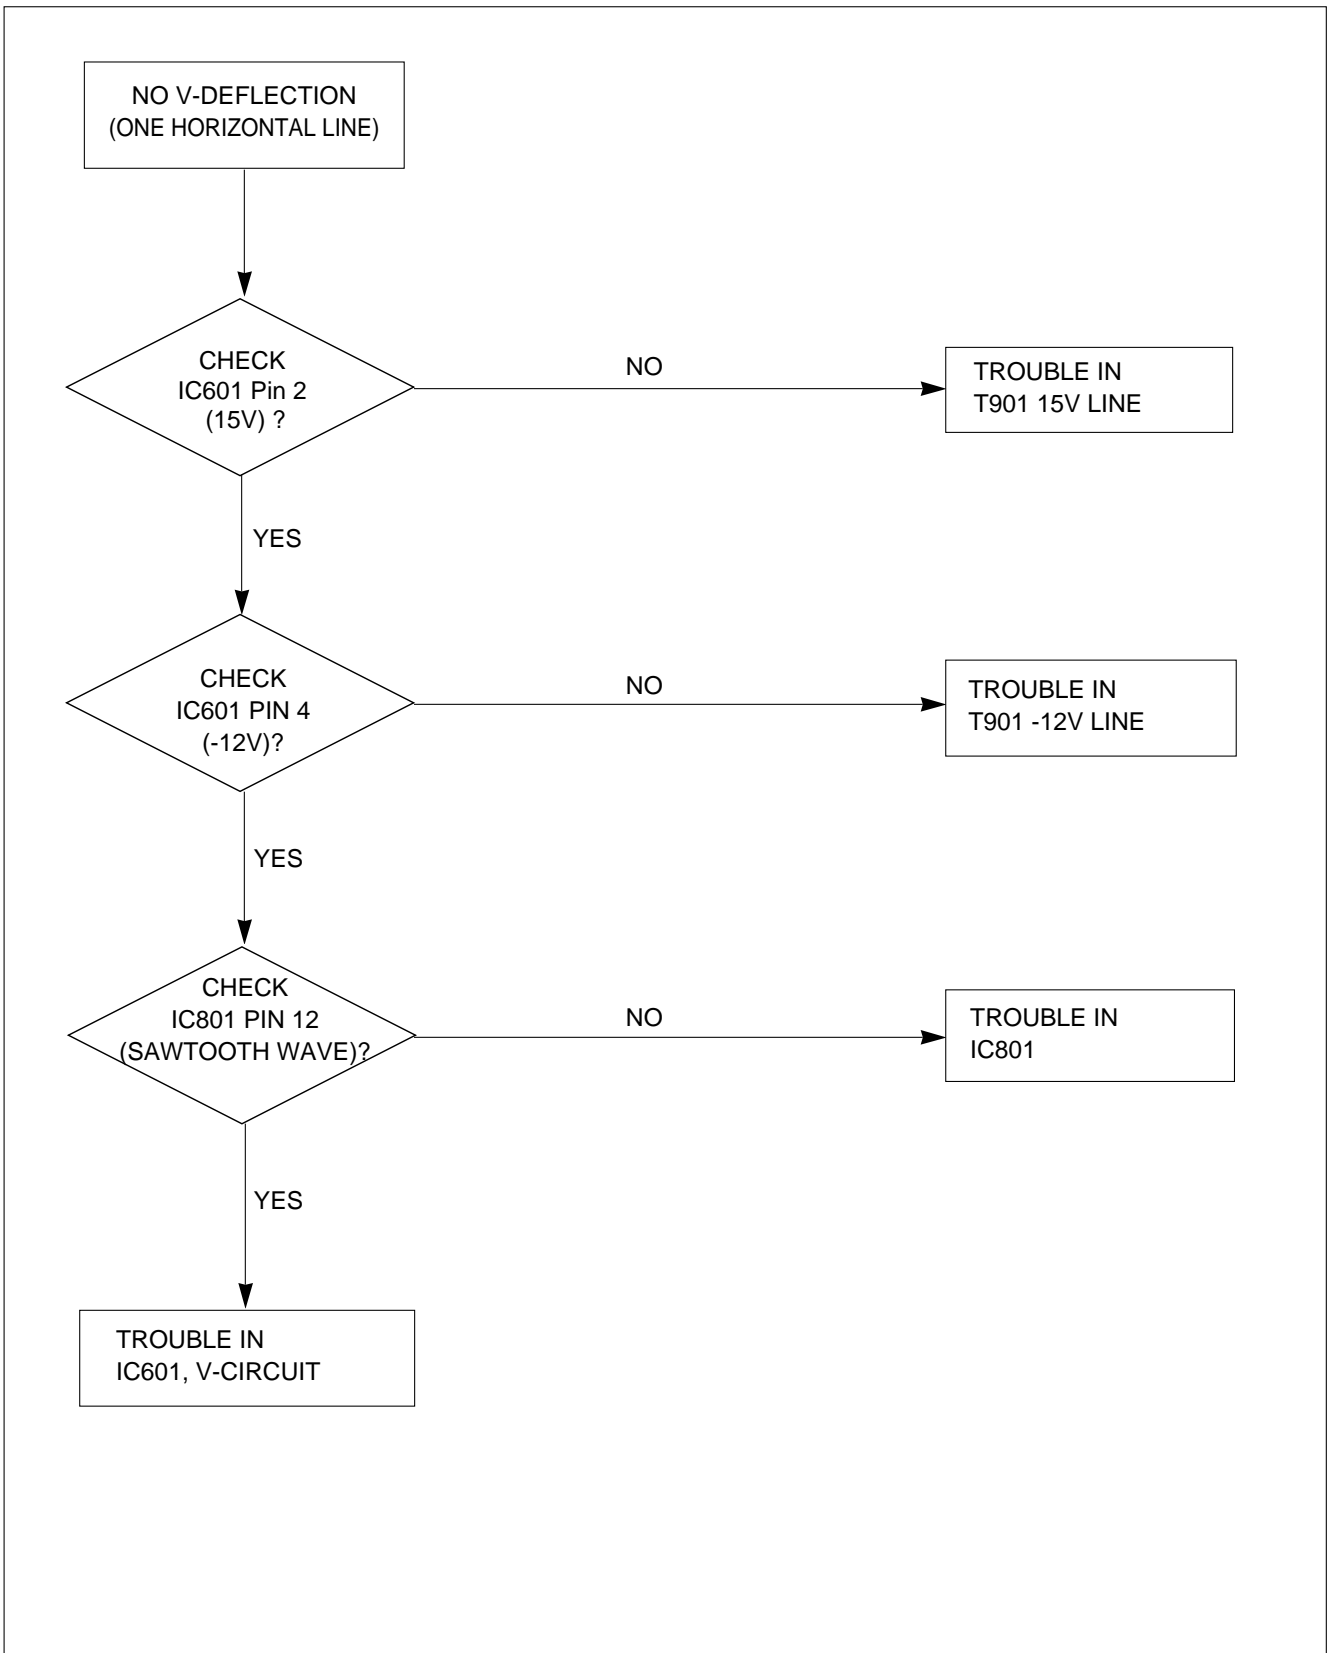 NO V-DEFLECTION
(ONE HORIZONTAL LINE)
CHECK
IC601 Pin 2
(15V) ?
NO
TROUBLE IN
T901 15V LINE
YES
CHECK
IC601 PIN 4
(-12V)?
NO
TROUBLE IN
T901 -12V LINE
YES
CHECK
IC801 PIN 12
(SAWTOOTH WAVE)?
NO
TROUBLE IN
IC801
YES
TROUBLE IN
IC601, V-CIRCUIT